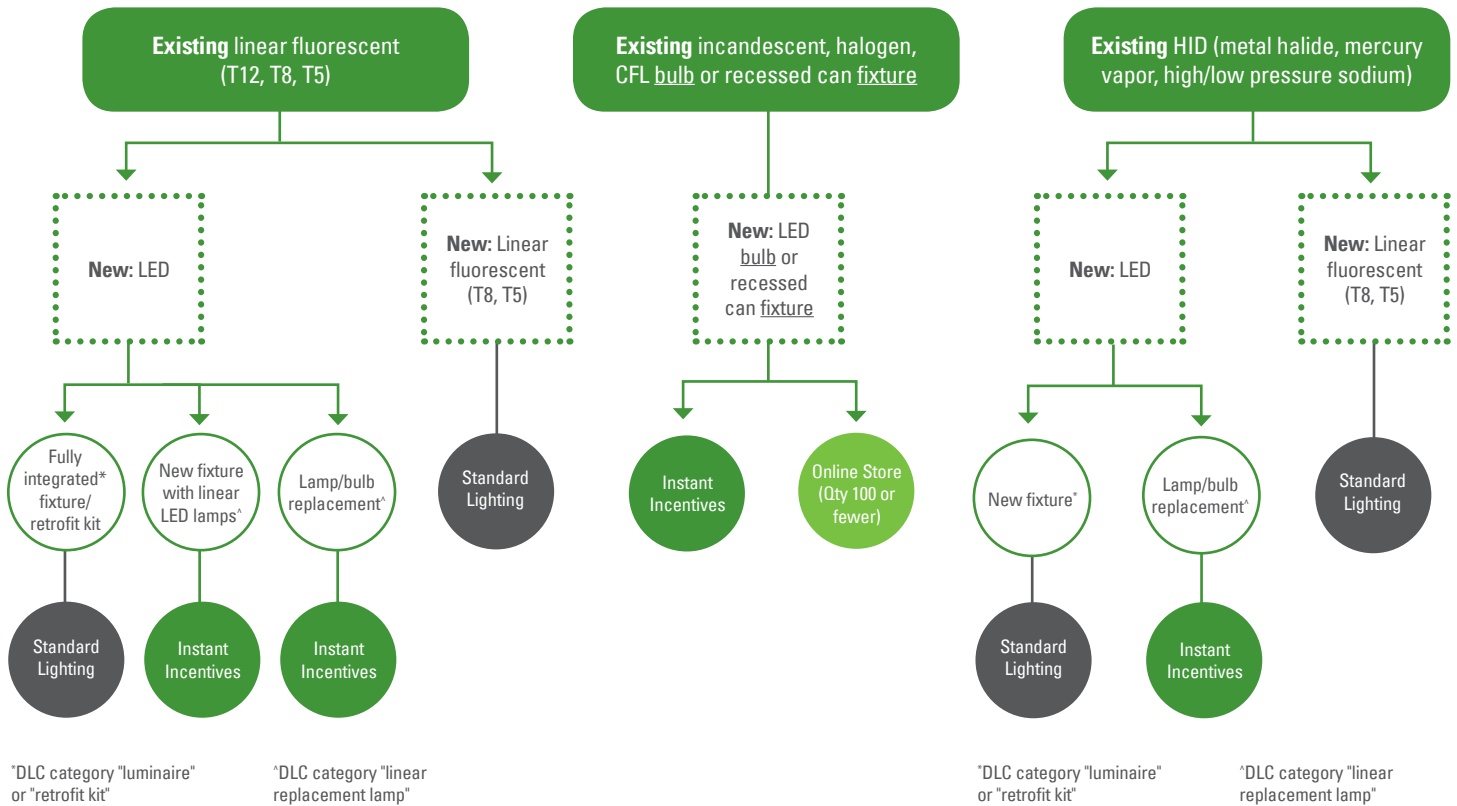 Existing linear fluorescent
(T12, T8, T5)
Existing incandescent, halogen,
CFL bulb or recessed can fixture
Existing HID (metal halide, mercury
vapor, high/low pressure sodium)
New: LED
New: Linear
fluorescent
(T8, T5)
New: LED
bulb or
recessed
can fixture
New: LED
New: Linear
fluorescent
(T8, T5)
Fully
integrated*
fixture/
retrofit kit
New fixture
with linear
LED lamps^
Lamp/bulb
replacement^
Standard
Lighting
Instant
Incentives
Online Store
(Qty 100 or
fewer)
New fixture*
Lamp/bulb
replacement^
Standard
Lighting
Standard
Lighting
Instant
Incentives
Instant
Incentives
Standard
Lighting
Instant
Incentives
*DLC category "luminaire"
or "retrofit kit"
^DLC category "linear
replacement lamp"
*DLC category "luminaire"
or "retrofit kit"
^DLC category "linear
replacement lamp"